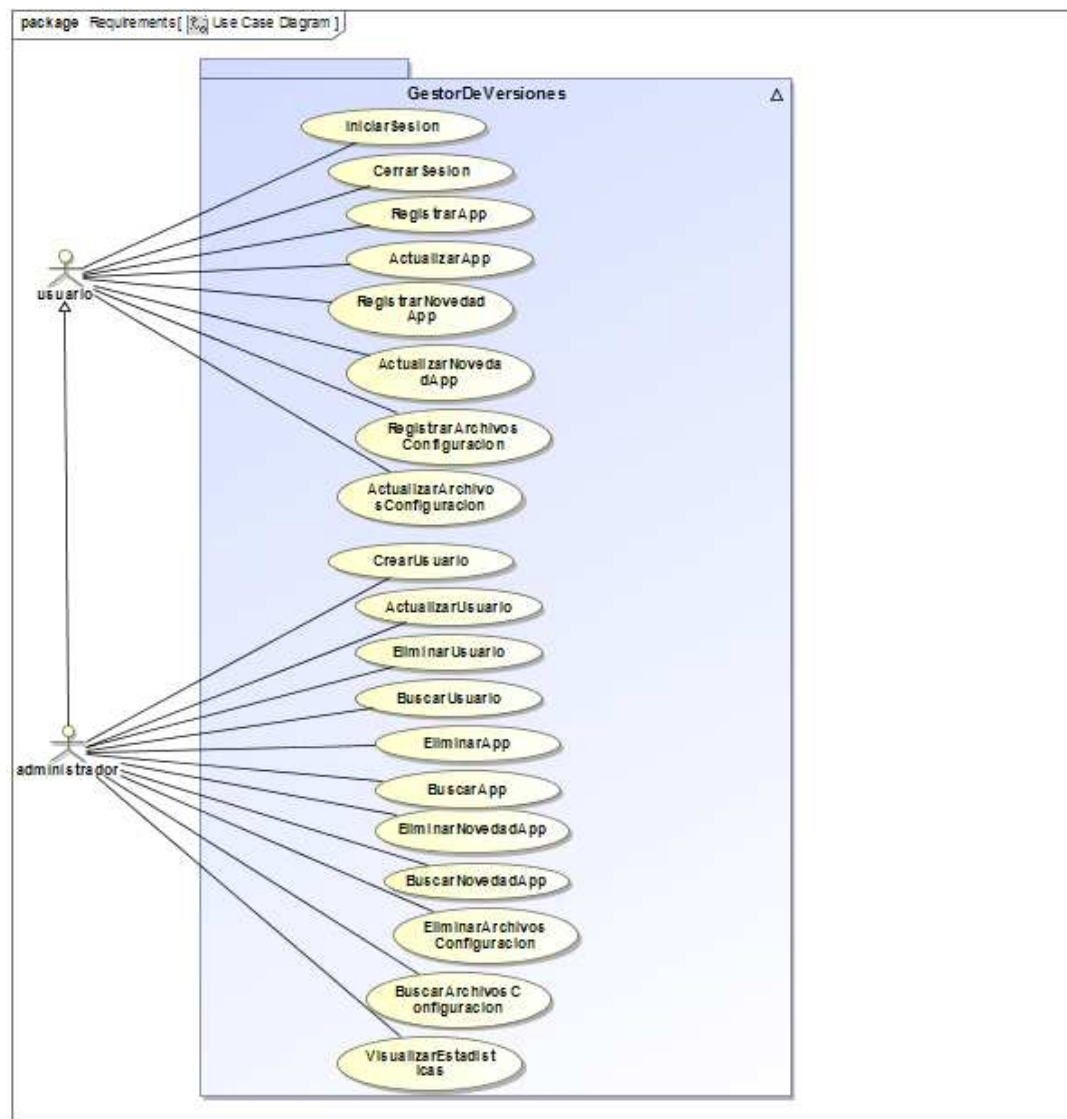 package Requirements[ Use Case Diagram ]
GestorDeVersiones
IniciarSesion
CerrarSesion
RegistrarApp
ActualizarApp
RegistrarNovedad
App
ActualizarNoveda
dApp
RegistrarArchivos
Configuracion
ActualizarArchivo
sConfiguracion
usuario
CrearUsuario
ActualizarUsuario
EliminarUsuario
BuscarUsuario
EliminarApp
BuscarApp
EliminarNovedadApp
BuscarNovedadApp
EliminarArchivos
Configuracion
BuscarArchivosC
onfiguracion
VisualizarEstadist
icas
administrador